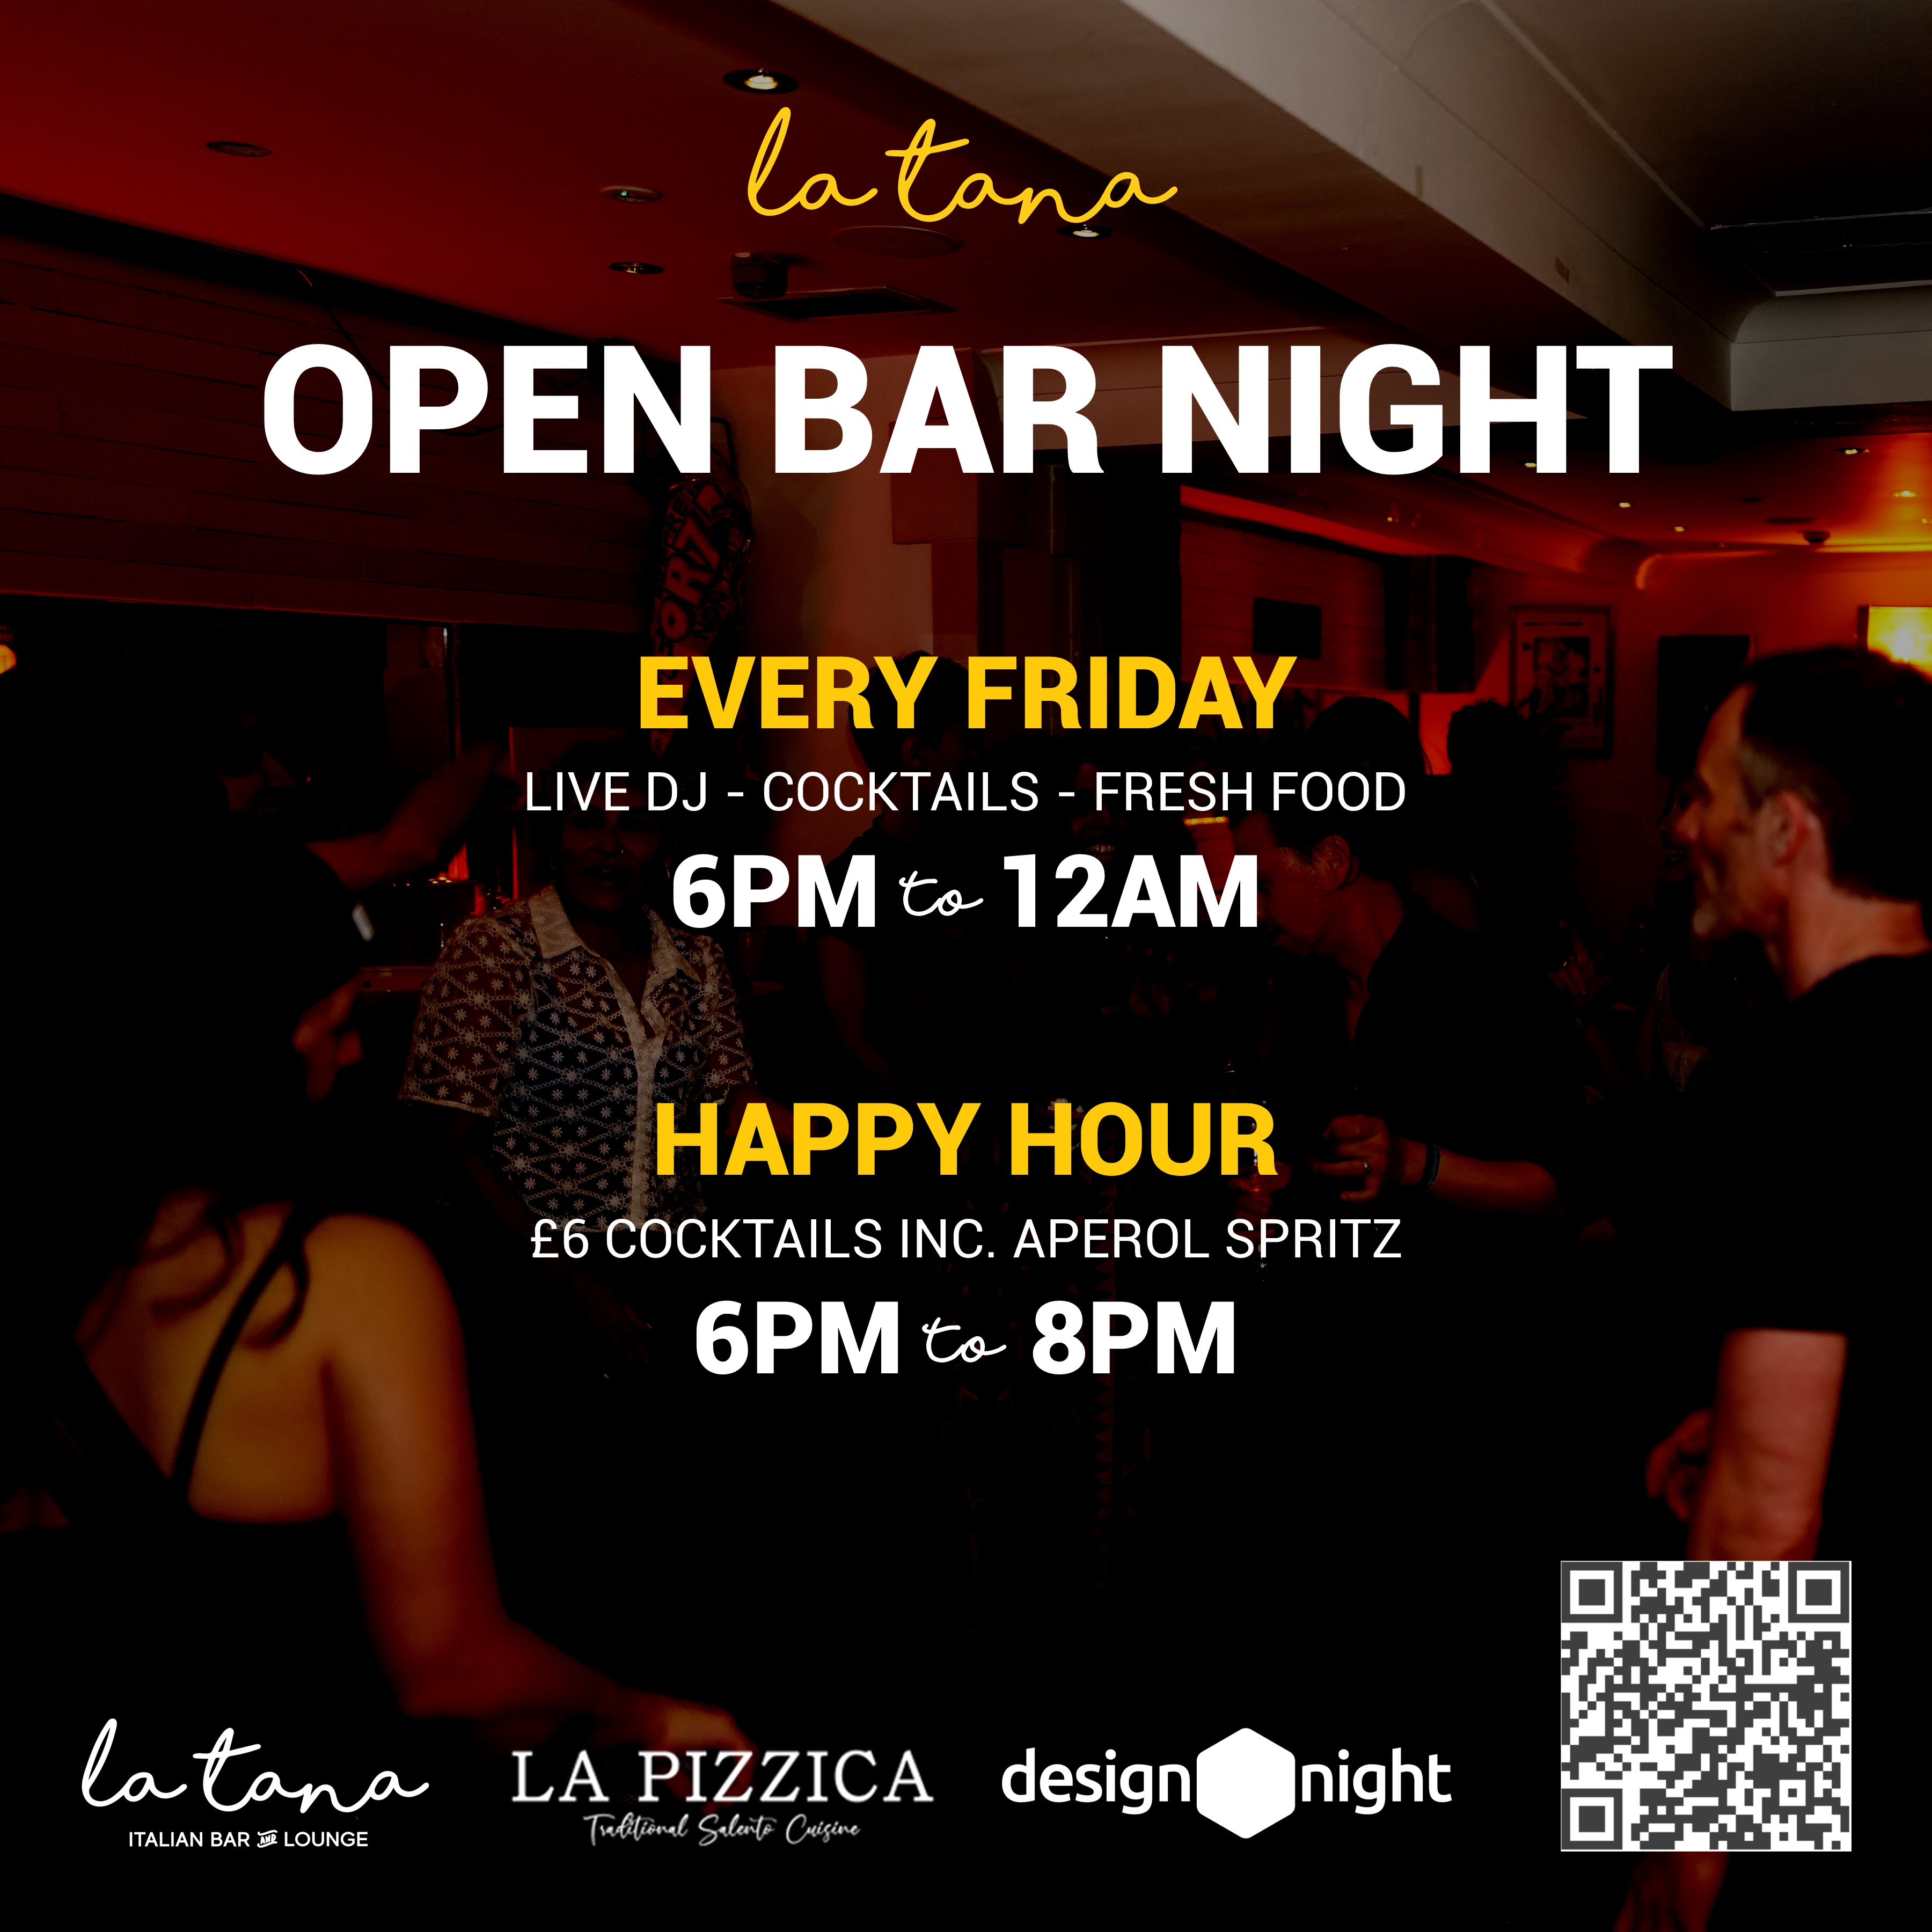 la tana
OPEN BAR NIGHT
EVERY FRIDAY
LIVE DJ - COCKTAILS - FRESH FOOD
6PM to 12AM
HAPPY HOUR
£6 COCKTAILS INC. APEROL SPRITZ
6PM to 8PM
la tana
ITALIAN BAR AND LOUNGE
LA PIZZICA
Traditional Salento Cuisine
design night